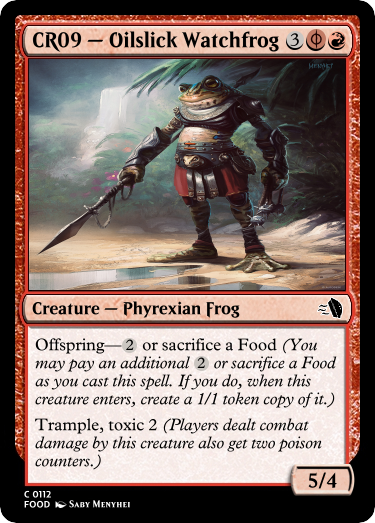 CR09 — Oilslick Watchfrog 3
Creature — Phyrexian Frog
Offspring—2 or sacrifice a Food (You
may pay an additional 2 or sacrifice a Food
as you cast this spell. If you do, when this
creature enters, create a 1/1 token copy of it.)
Trample, toxic 2 (Players dealt combat
damage by this creature also get two poison
counters.)
5/4
C 0112
FOOD Saby Menyhei